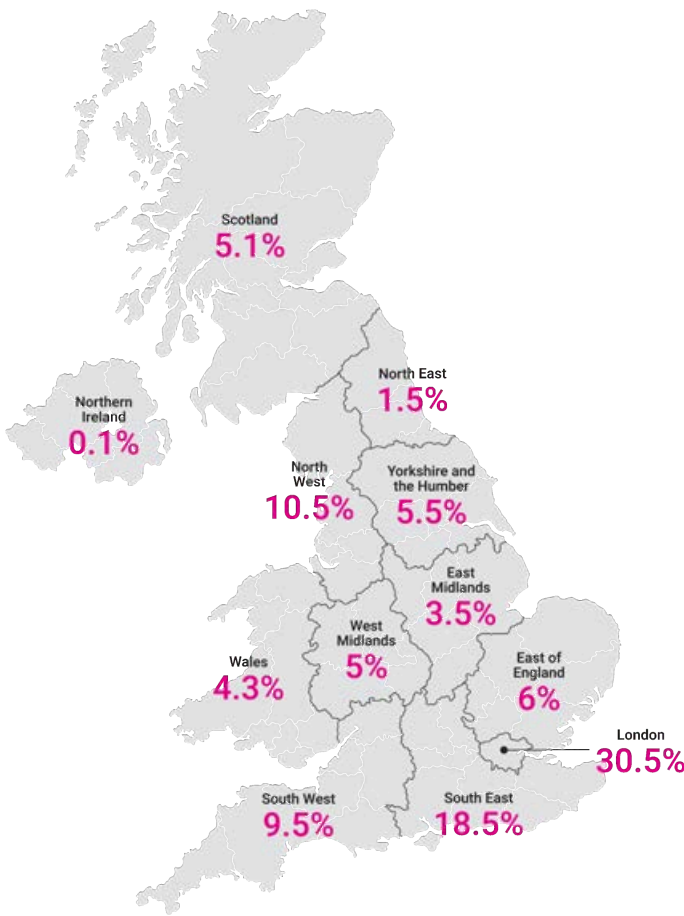 Scotland
5.1%
North East
1.5%
Northern
Ireland
0.1%
North
West
10.5%
Yorkshire and
the Humber
5.5%
East
Midlands
3.5%
West
Midlands
5%
Wales
4.3%
East of
England
6%
London
30.5%
South West
9.5%
South East
18.5%